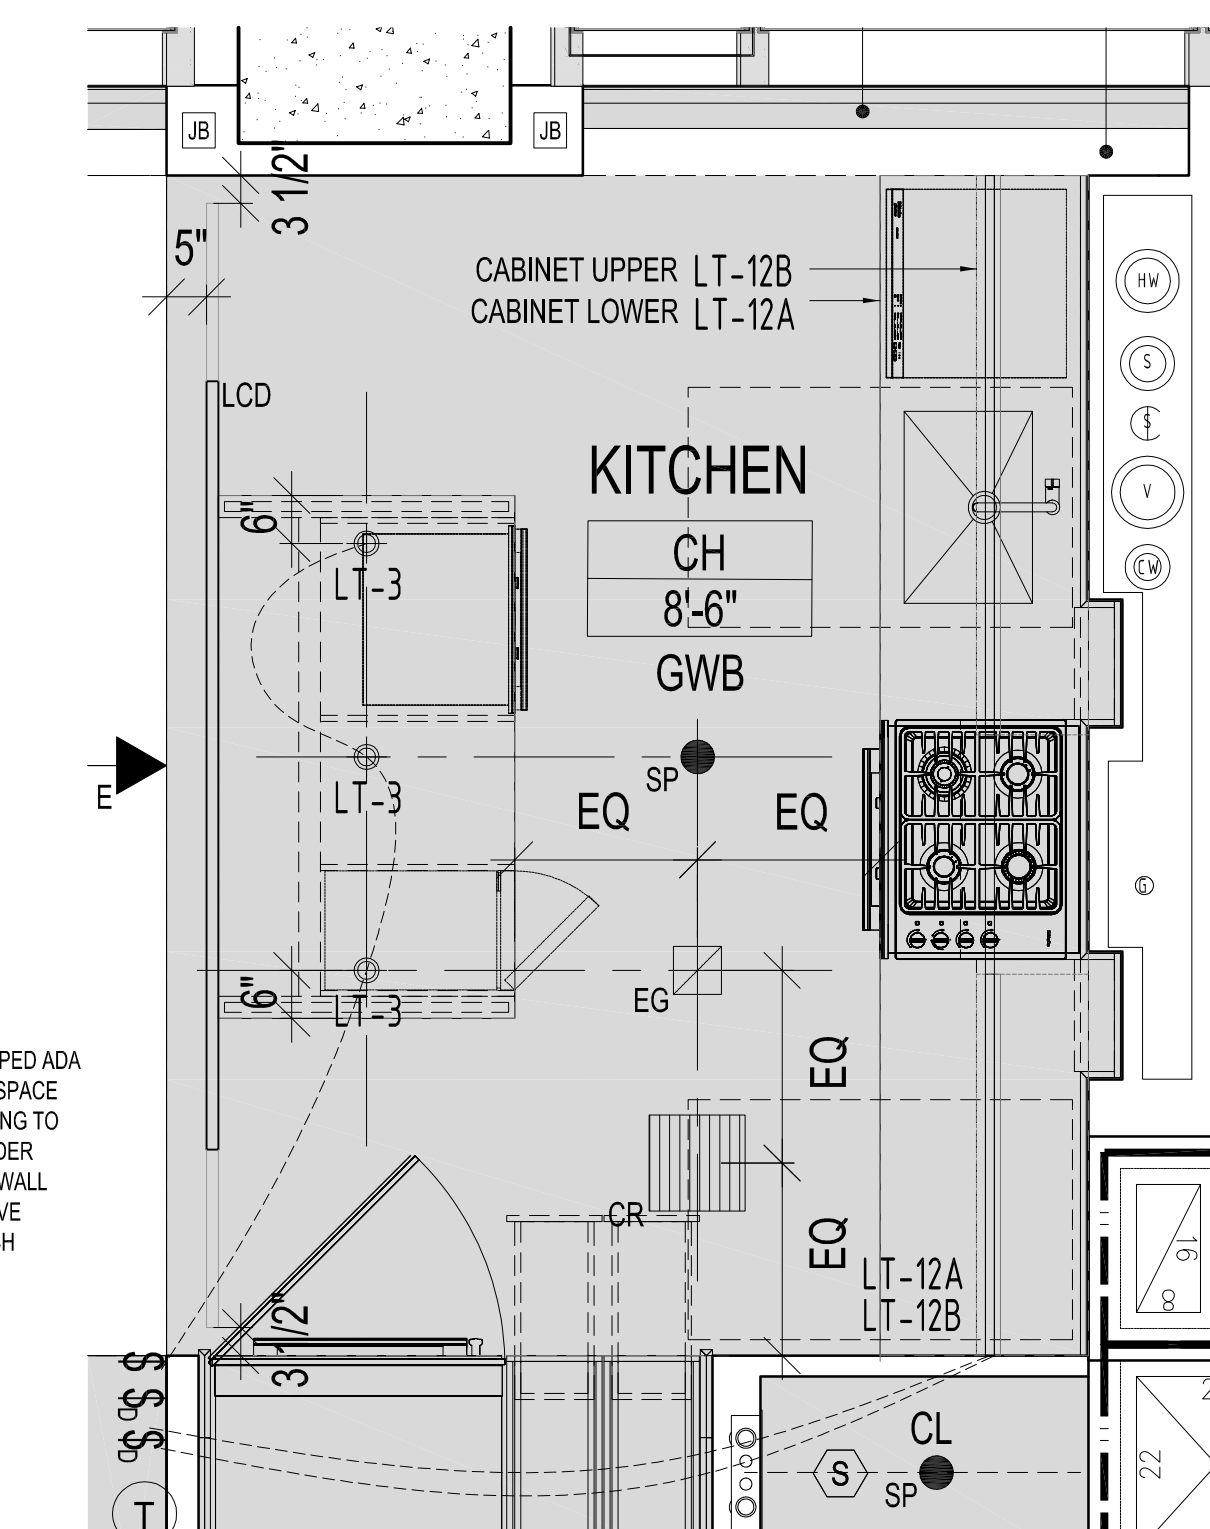 JB
JB
3 1/2"
5"
CABINET UPPER LT-12B
CABINET LOWER LT-12A
HW
S
S
V
CW
LCD
KITCHEN
CH
8'-6"
GWB
6"
LT-3
LT-3
LT-3
6"
E
SP
EQ
EQ
EG
G
EQ
EQ
PED ADA
SPACE
NG TO
DER
WALL
VE
SH
CR
LT-12A
LT-12B
3 1/2"
16
8
S
S
D
S
D
T
CL
S
SP
22
2